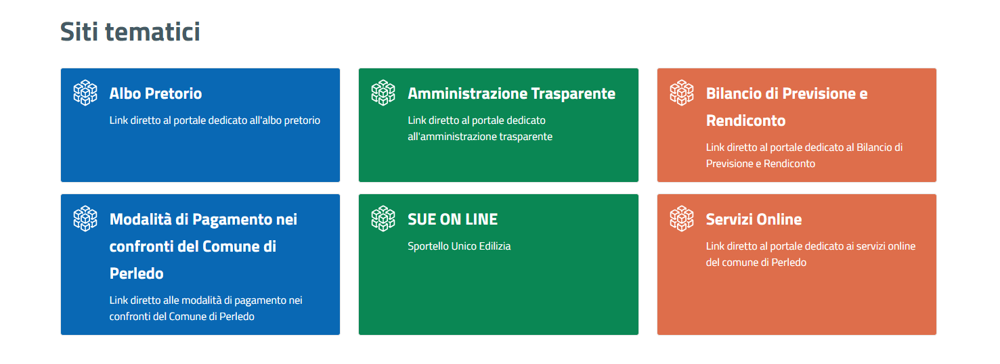 Siti tematici
Albo Pretorio
Link diretto al portale dedicato all'albo pretorio
Amministrazione Trasparente
Link diretto al portale dedicato
all'amministrazione trasparente
Bilancio di Previsione e
Rendiconto
Link diretto al portale dedicato al Bilancio di
Previsione e Rendiconto
Modalità di Pagamento nei
confronti del Comune di
Perledo
Link diretto alle modalità di pagamento nei
confronti del Comune di Perledo
SUE ON LINE
Sportello Unico Edilizia
Servizi Online
Link diretto al portale dedicato ai servizi online
del comune di Perledo